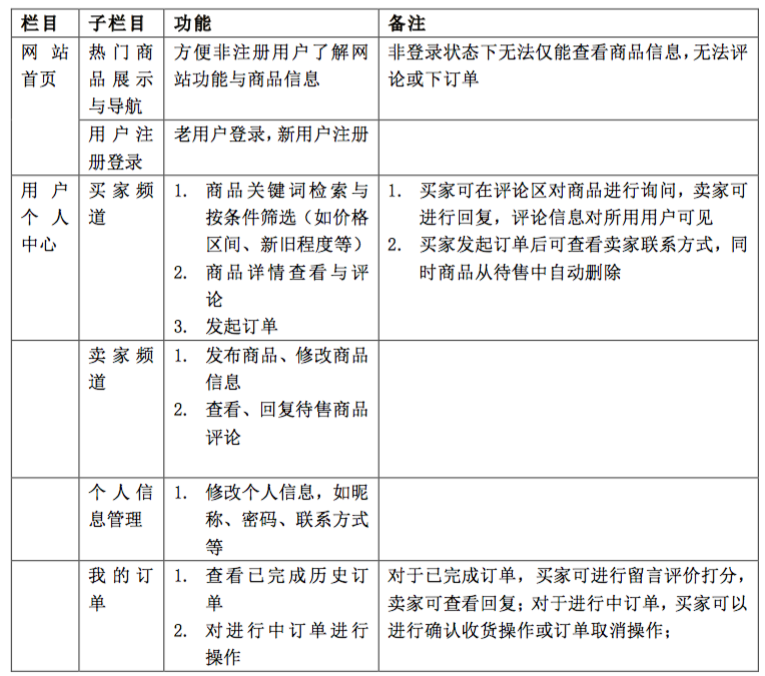 栏目 子栏目 功能 备注
网站首页 热门商品展示与导航 方便非注册用户了解网站功能与商品信息 非登录状态下无法仅能查看商品信息,无法评论或下订单
用户注册登录 老用户登录,新用户注册
用户个人中心 买家频道
1. 商品关键词检索与按条件筛选（如价格区间、新旧程度等）
2. 商品详情查看与评论
3. 发起订单
1. 买家可在评论区对商品进行询问，卖家可进行回复，评论信息对所用用户可见
2. 买家发起订单后可查看卖家联系方式，同时商品从待售中自动删除
卖家频道
1. 发布商品、修改商品信息
2. 查看、回复待售商品评论
个人信息管理
1. 修改个人信息，如昵称、密码、联系方式等
我的订单
1. 查看已完成历史订单
2. 对进行中订单进行操作
对于已完成订单，买家可进行留言评价打分，卖家可查看回复；对于进行中订单，买家可以进行确认收货操作或订单取消操作；